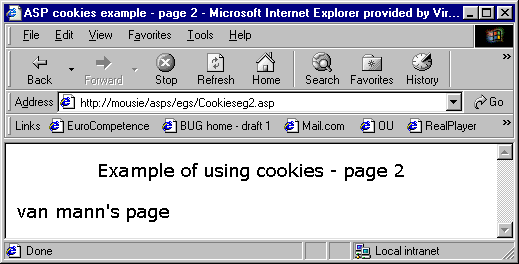 ASP cookies example - page 2 - Microsoft Internet Explorer provided by Vir...
File Edit View Favorites Tools Help
Back Forward Stop Refresh Home Search Favorites History
Address http://mousie/asps/egs/Cookieseg2.asp Go
Links EuroCompetence BUG home - draft 1 Mail.com OU RealPlayer
Example of using cookies - page 2
van mann's page
Done Local intranet